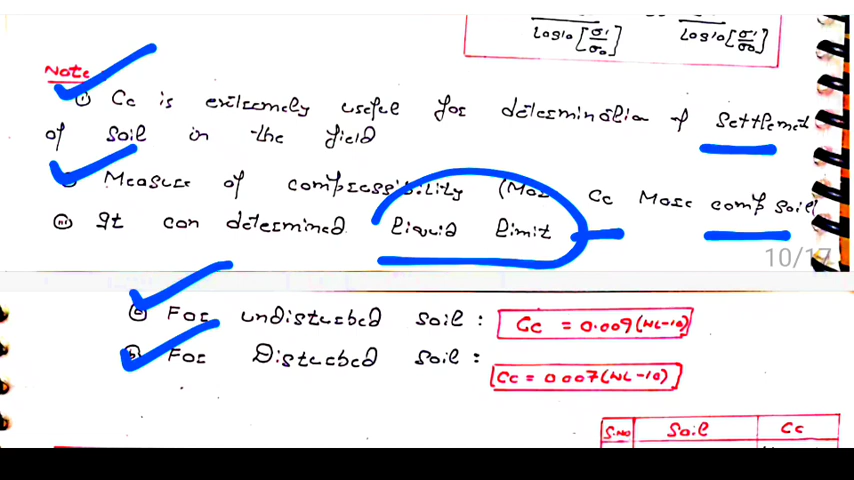 Log10[σ1/σ0] Log10[σ1/σ0]
Note
(i) Cc is extremely useful for determination of Settlement
of Soil in the field
Measure of compressibility (More Cc More comp Soil
(iii) It can determined liquid limit
10/17
(a) For undisturbed soil : Cc = 0.009(WL-10)
(b) For Disturbed soil :
Cc = 0.007(WL-10)
S.No Soil Cc